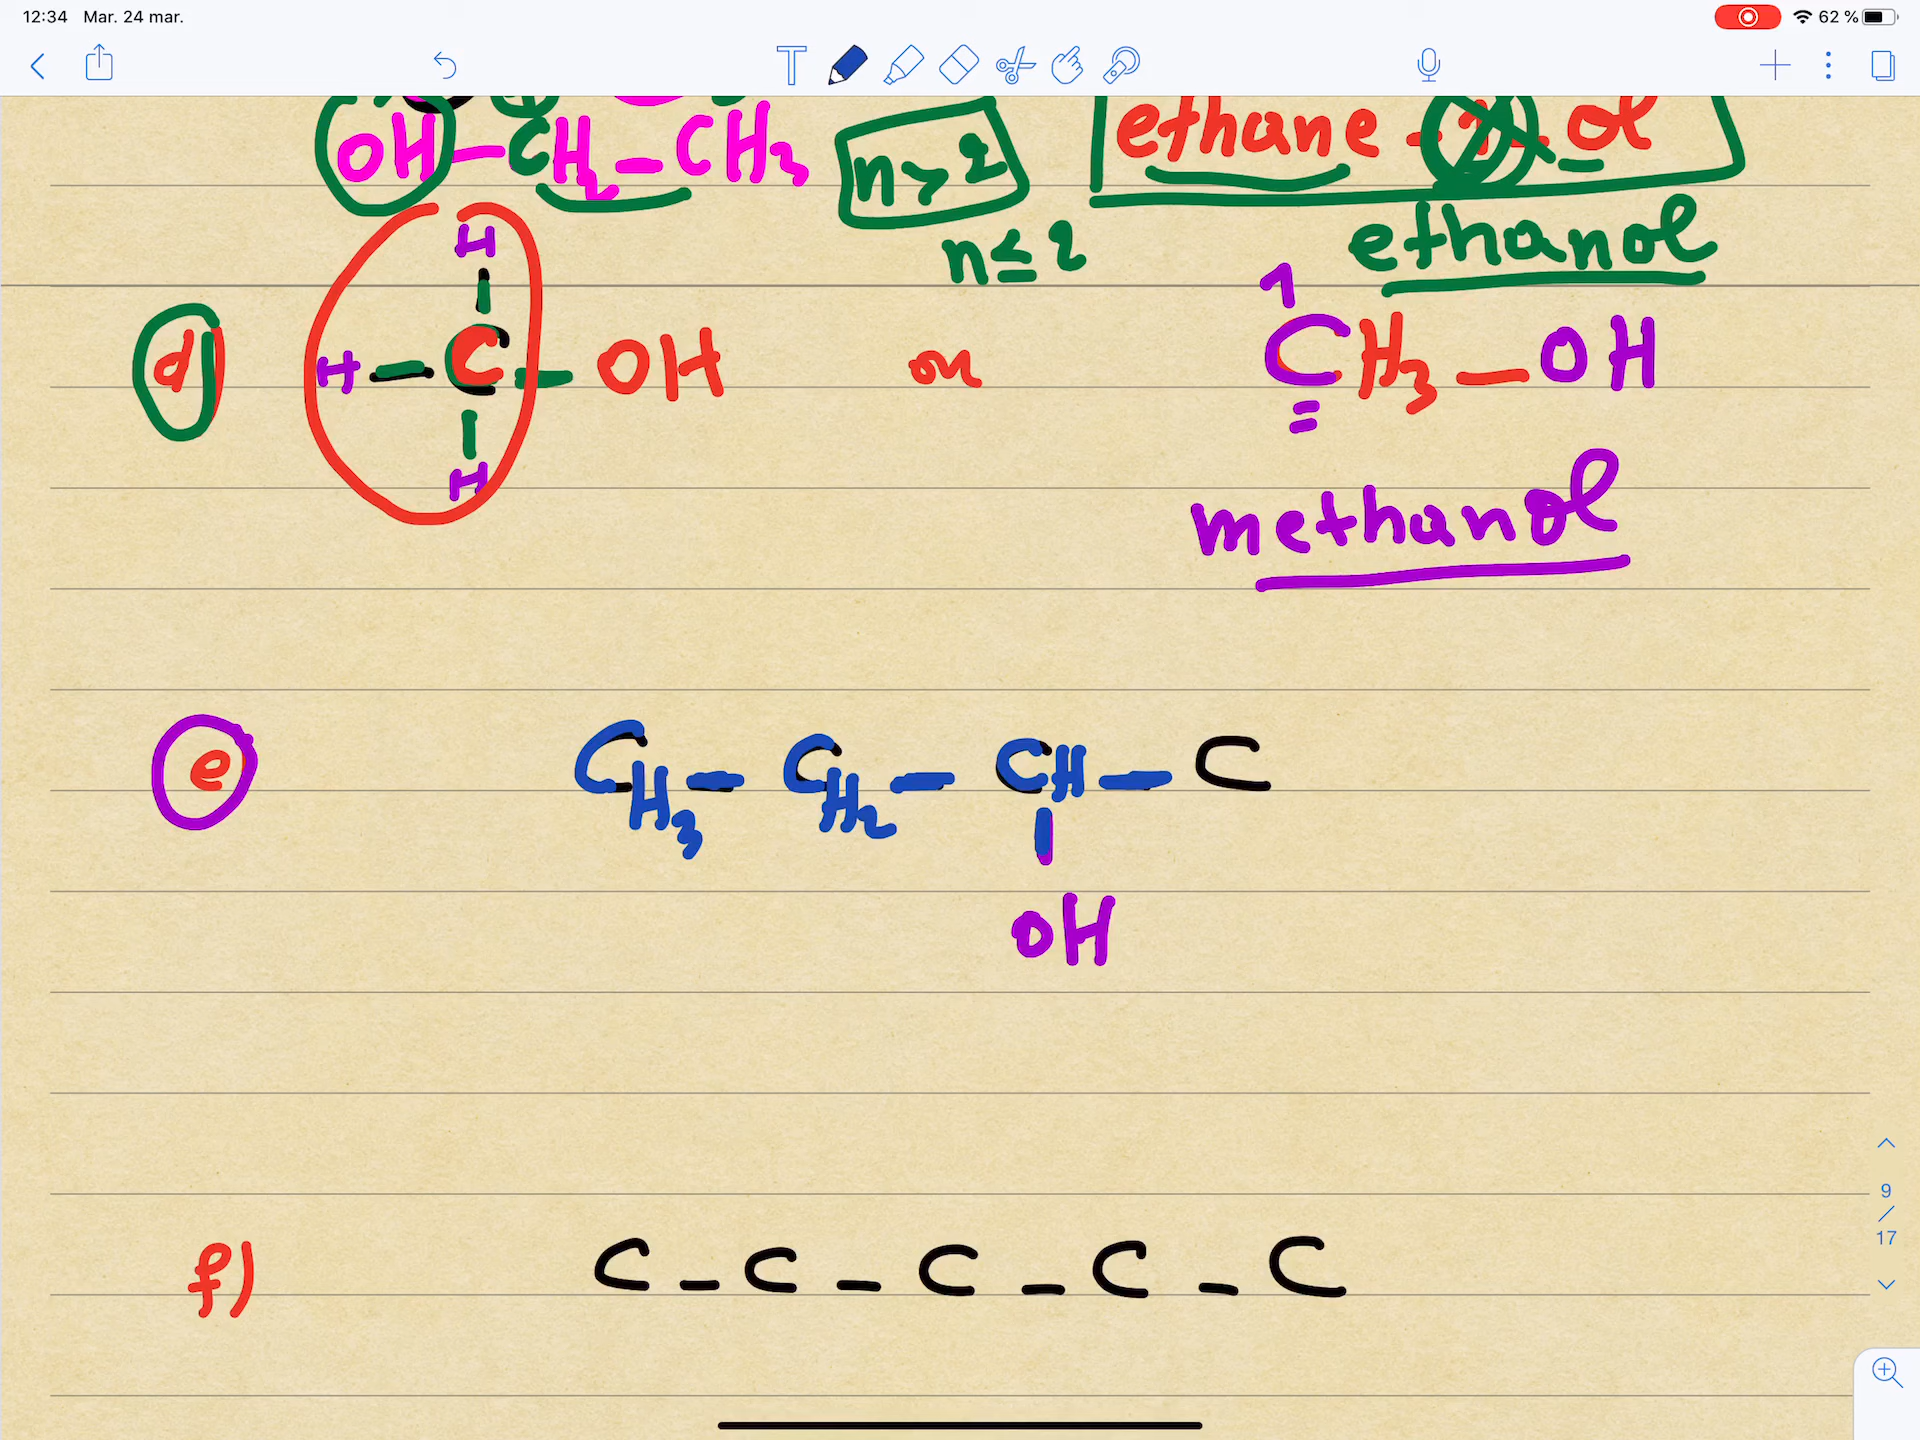 12:34 Mar. 24 mar. 62 %
T
OH-CH2-CH3 n>2 ethane-1-ol
n≤2 ethanol
H
1
d) H-C-OH ou CH3-OH
H
methanol
e CH3-CH2-CH-C
OH
9
/
17
f) C-C-C-C-C